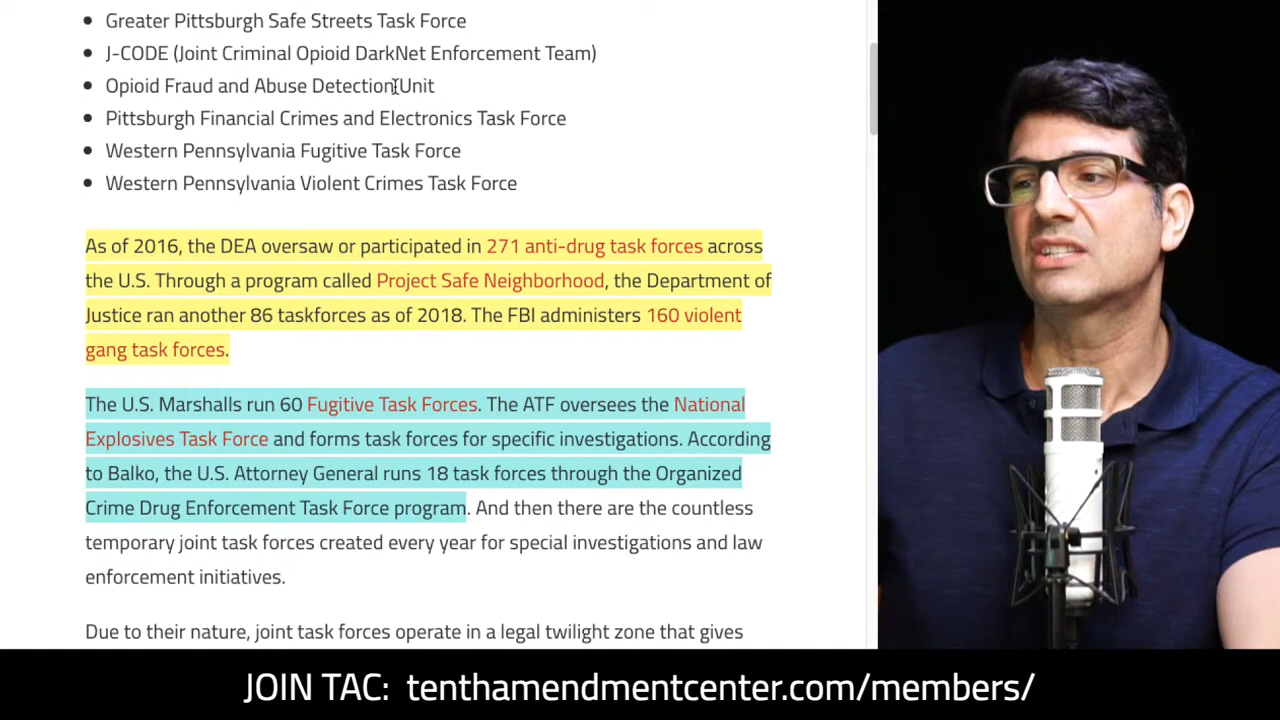 Greater Pittsburgh Safe Streets Task Force
J-CODE (Joint Criminal Opioid DarkNet Enforcement Team)
Opioid Fraud and Abuse Detection Unit
Pittsburgh Financial Crimes and Electronics Task Force
Western Pennsylvania Fugitive Task Force
Western Pennsylvania Violent Crimes Task Force
As of 2016, the DEA oversaw or participated in 271 anti-drug task forces across
the U.S. Through a program called Project Safe Neighborhood, the Department of
Justice ran another 86 taskforces as of 2018. The FBI administers 160 violent
gang task forces.
The U.S. Marshalls run 60 Fugitive Task Forces. The ATF oversees the National
Explosives Task Force and forms task forces for specific investigations. According
to Balko, the U.S. Attorney General runs 18 task forces through the Organized
Crime Drug Enforcement Task Force program. And then there are the countless
temporary joint task forces created every year for special investigations and law
enforcement initiatives.
Due to their nature, joint task forces operate in a legal twilight zone that gives
JOIN TAC: tenthamendmentcenter.com/members/